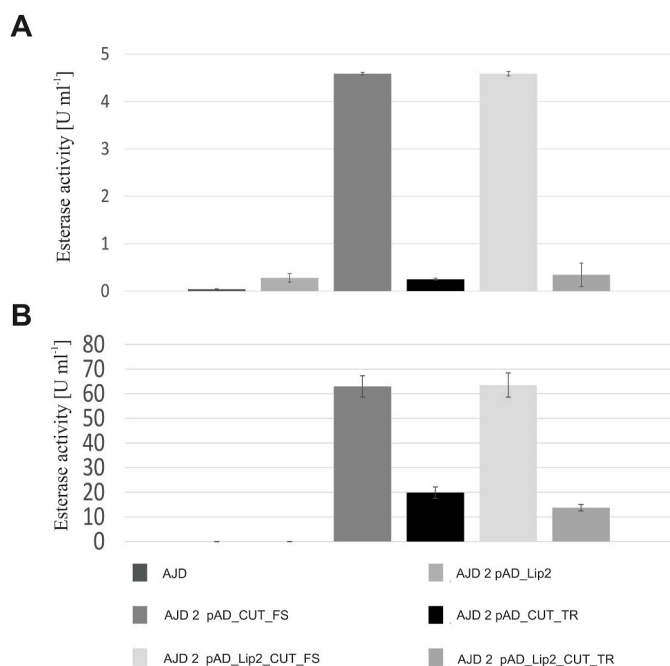 A
Esterase activity [U ml-1]
5
4
3
2
1
0
B
Esterase activity [U ml-1]
80
70
60
50
40
30
20
10
0
AJD
AJD 2 pAD_Lip2
AJD 2 pAD_CUT_FS
AJD 2 pAD_CUT_TR
AJD 2 pAD_Lip2_CUT_FS
AJD 2 pAD_Lip2_CUT_TR